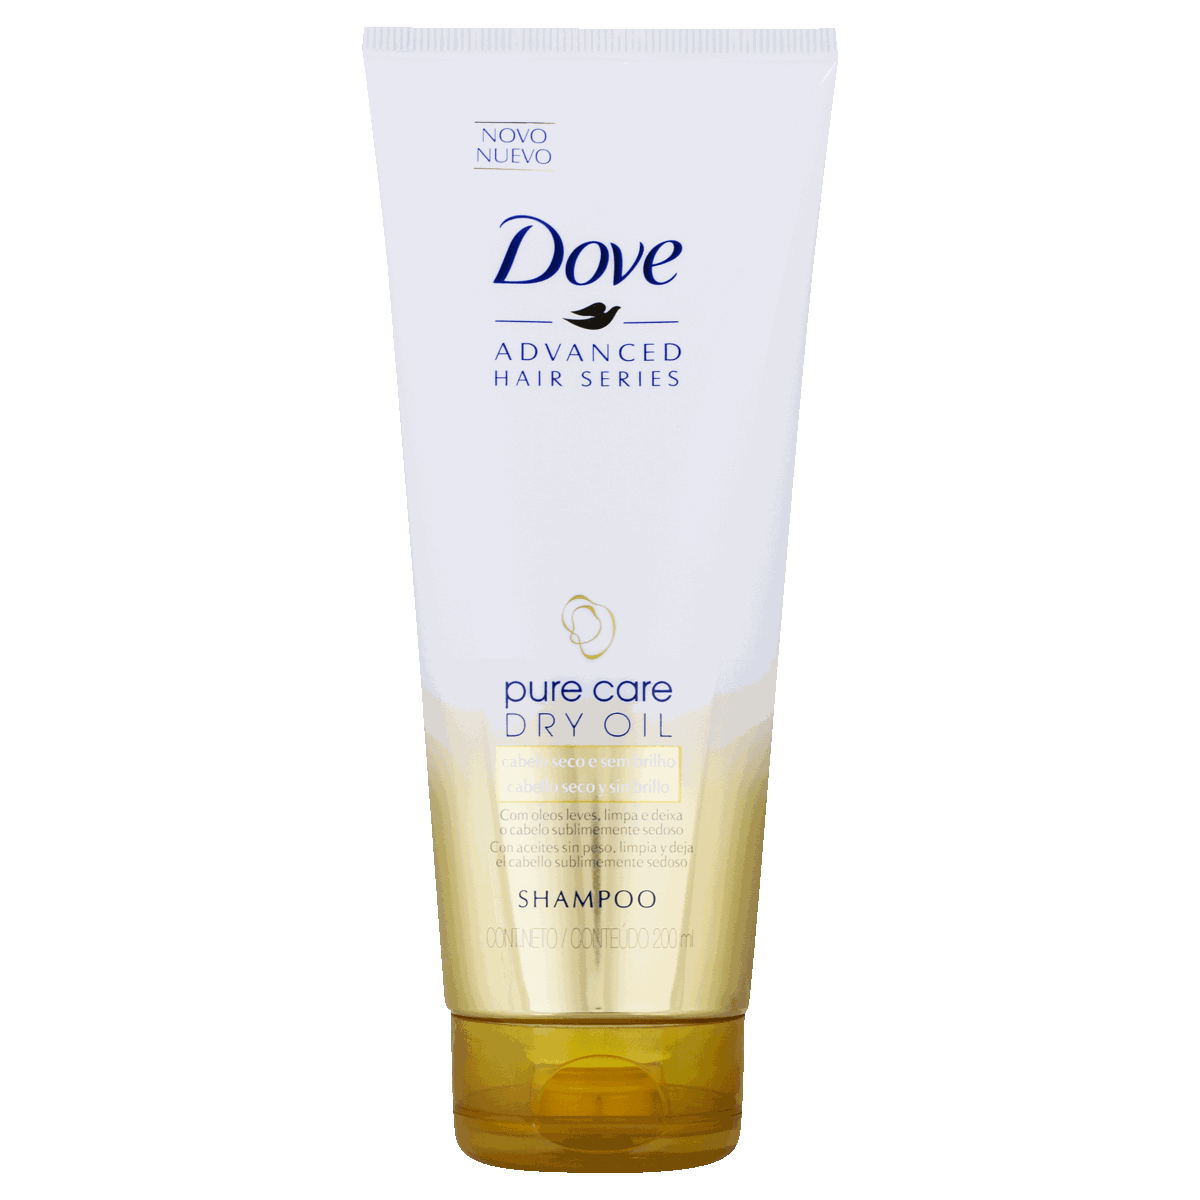 NOVO
NUEVO
Dove
ADVANCED
HAIR SERIES
pure care
DRY OIL
cabelo seco e sem brilho
cabello seco y sin brillo
Com oleos leves, limpa e deixa
o cabelo sublimemente sedoso
Con aceites sin peso, limpia y deja
el cabello sublimemente sedoso
SHAMPOO
CONT.NETO / CONTEÚDO 200 ml